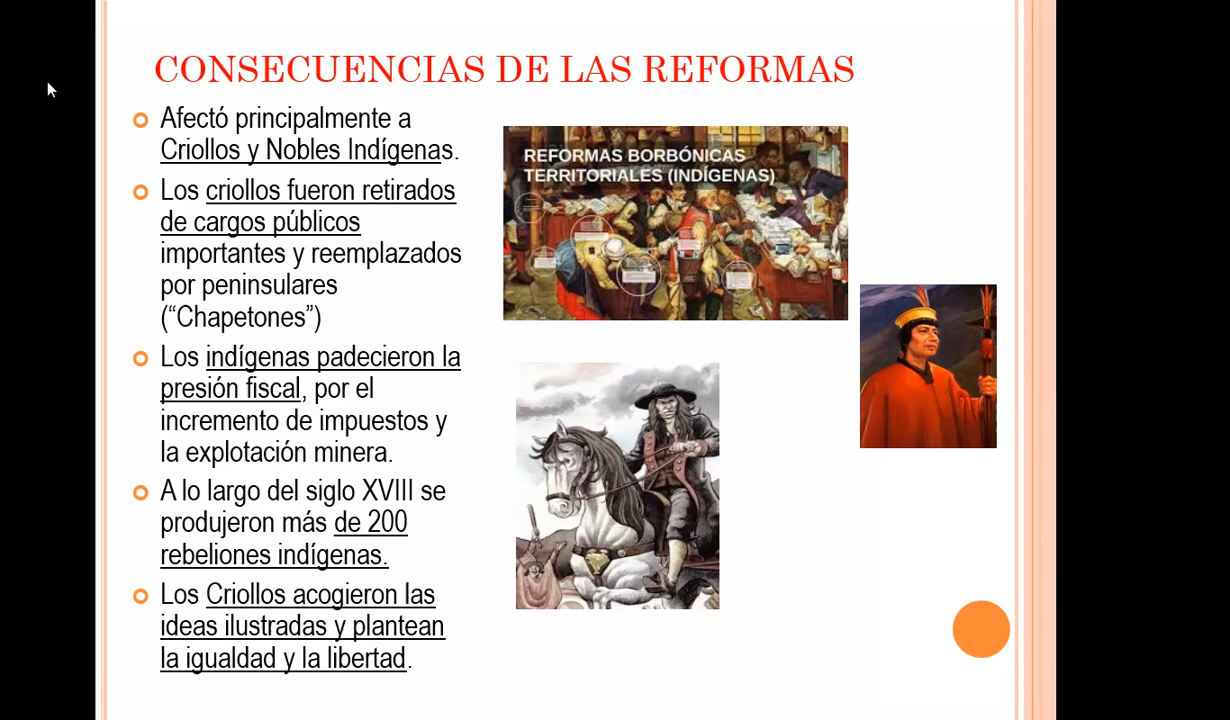 CONSECUENCIAS DE LAS REFORMAS
Afectó principalmente a
Criollos y Nobles Indígenas.
Los criollos fueron retirados
de cargos públicos
importantes y reemplazados
por peninsulares
(“Chapetones”)
Los indígenas padecieron la
presión fiscal, por el
incremento de impuestos y
la explotación minera.
A lo largo del siglo XVIII se
produjeron más de 200
rebeliones indígenas.
Los Criollos acogieron las
ideas ilustradas y plantean
la igualdad y la libertad.
REFORMAS BORBÓNICAS
TERRITORIALES (INDÍGENAS)